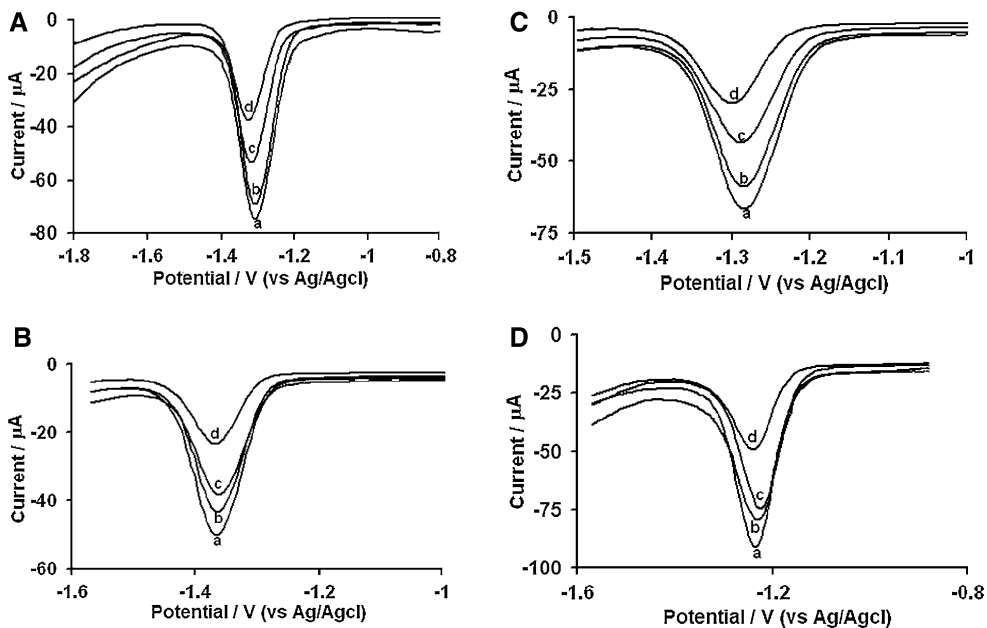 A
0
-20
-40
-60
-80
Current / µA
d
c
b
a
-1.8
-1.6
-1.4
-1.2
-1
-0.8
Potential / V (vs Ag/Agcl)
C
0
-25
-50
-75
Current / µA
d
c
b
a
-1.5
-1.4
-1.3
-1.2
-1.1
-1
Potential / V (vs Ag/Agcl)
B
0
-20
-40
-60
Current / µA
d
c
b
a
-1.6
-1.4
-1.2
-1
Potential / V (vs Ag/Agcl)
D
0
-25
-50
-75
-100
Current / µA
d
c
b
a
-1.6
-1.2
-0.8
Potential / V (vs Ag/Agcl)